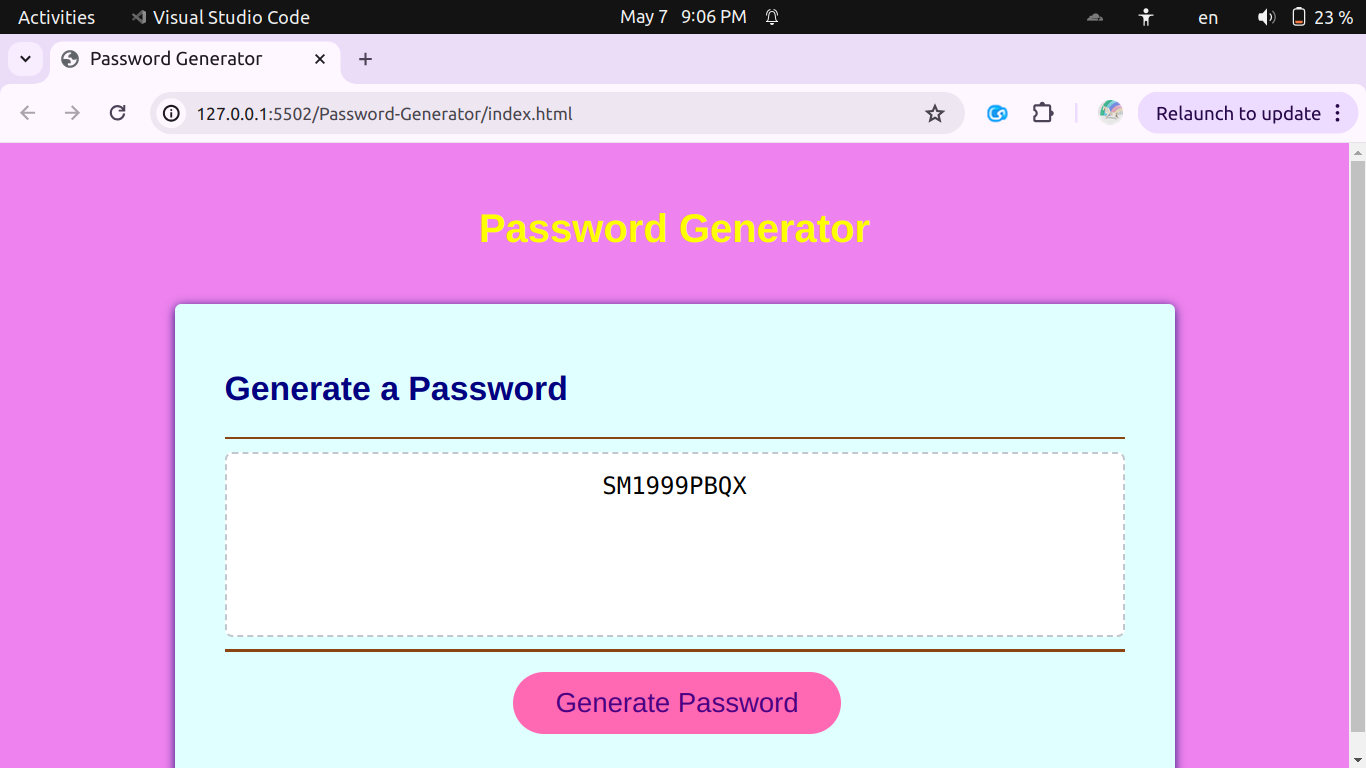 Activities Visual Studio Code May 7 9:06 PM en 23 %
Password Generator
127.0.0.1:5502/Password-Generator/index.html Relaunch to update
Password Generator
Generate a Password
SM1999PBQX
Generate Password